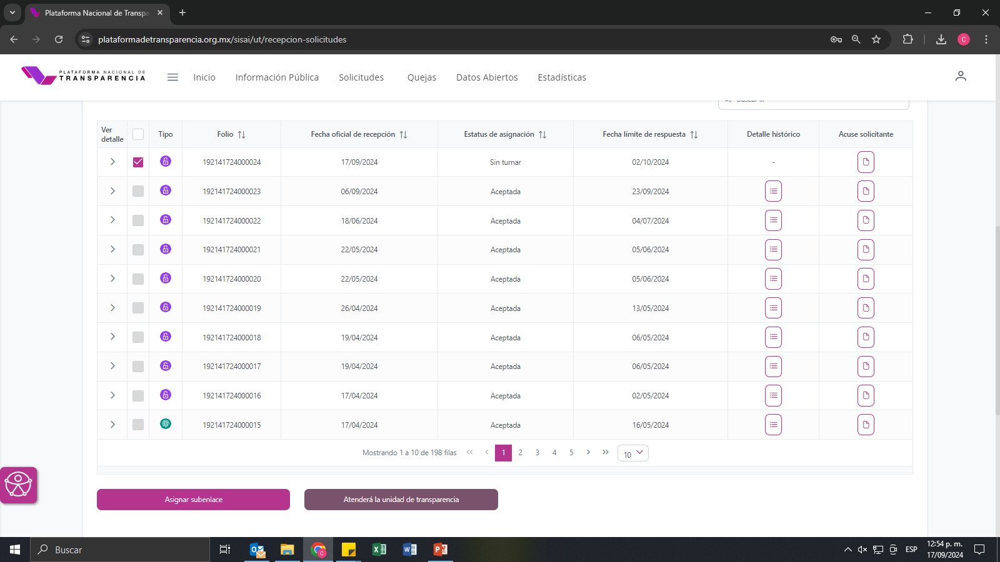 Plataforma Nacional de Transpa
plataformadetransparencia.org.mx/sisai/ut/recepcion-solicitudes
C
PLATAFORMA NACIONAL DE
TRANSPARENCIA
Inicio Información Pública Solicitudes Quejas Datos Abiertos Estadísticas
Ver detalle Tipo Folio Fecha oficial de recepción Estatus de asignación Fecha límite de respuesta Detalle histórico Acuse solicitante
192141724000024 17/09/2024 Sin turnar 02/10/2024 -
192141724000023 06/09/2024 Aceptada 23/09/2024
192141724000022 18/06/2024 Aceptada 04/07/2024
192141724000021 22/05/2024 Aceptada 05/06/2024
192141724000020 22/05/2024 Aceptada 05/06/2024
192141724000019 26/04/2024 Aceptada 13/05/2024
192141724000018 19/04/2024 Aceptada 06/05/2024
192141724000017 19/04/2024 Aceptada 06/05/2024
192141724000016 17/04/2024 Aceptada 02/05/2024
192141724000015 17/04/2024 Aceptada 16/05/2024
Mostrando 1 a 10 de 198 filas « ‹ 1 2 3 4 5 › » 10
Asignar subenlace Atenderá la unidad de transparencia
Buscar ESP 12:54 p. m.
17/09/2024